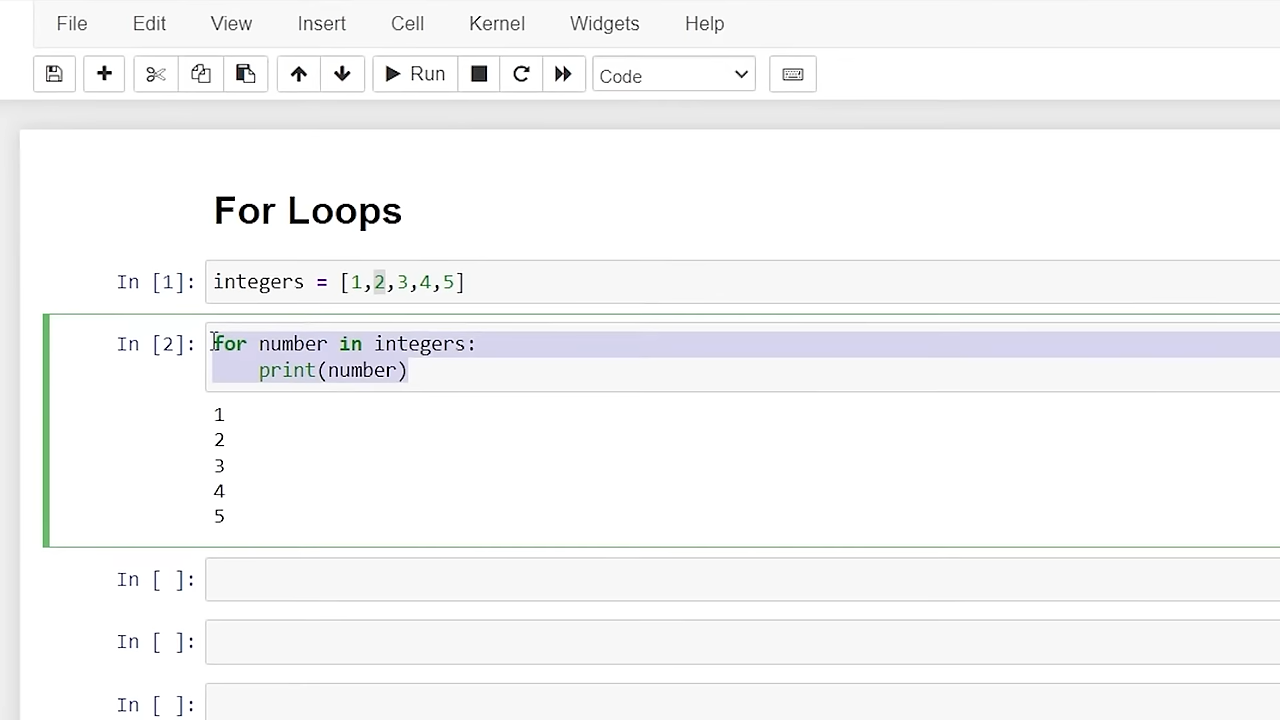 File Edit View Insert Cell Kernel Widgets Help
Run Code
For Loops
In [1]: integers = [1,2,3,4,5]
In [2]: for number in integers:
    print(number)
1
2
3
4
5
In [ ]:
In [ ]:
In [ ]: